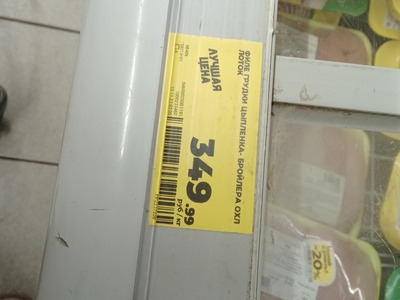 ФИЛЕ ГРУДКИ ЦЫПЛЕНКА- БРОЙЛЕРА ОХЛ
ЛОТОК
ЛУЧШАЯ
ЦЕНА
349.99
руб / кг
20%